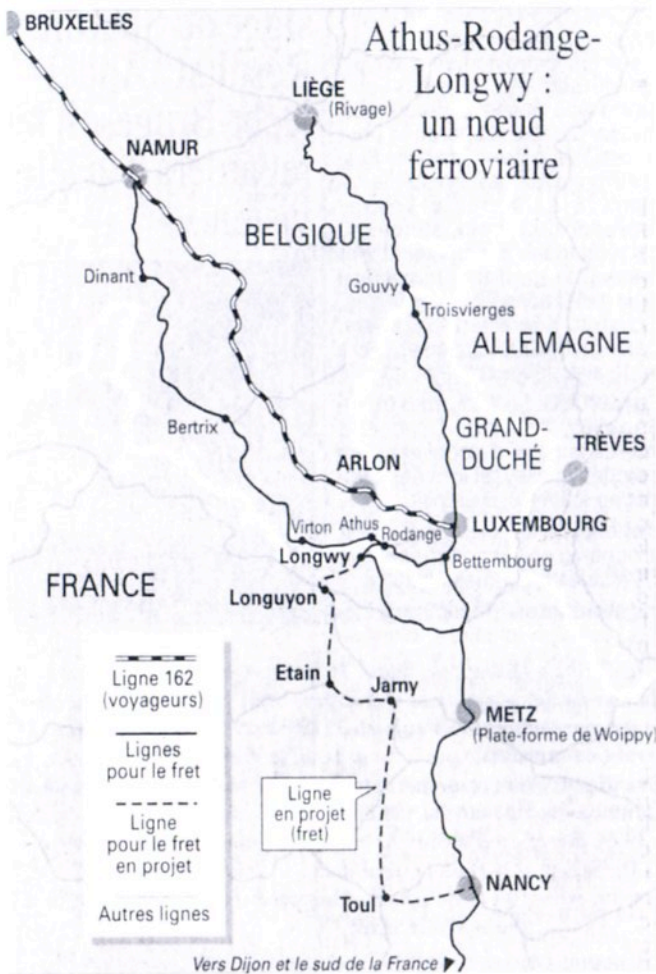 BRUXELLES
Athus-Rodange-
Longwy :
un nœud
ferroviaire
LIÈGE
(Rivage)
NAMUR
BELGIQUE
Dinant
Gouvy
Troisvierges
ALLEMAGNE
Bertrix
GRAND-
DUCHÉ
TRÈVES
ARLON
LUXEMBOURG
Virton
Athus
Rodange
Longwy
Bettembourg
FRANCE
Longuyon
Etain
Jarny
METZ
(Plate-forme de Woippy)
Ligne 162
(voyageurs)
Lignes
pour le fret
Ligne
pour le fret
en projet
Autres lignes
Ligne
en projet
(fret)
Toul
NANCY
Vers Dijon et le sud de la France